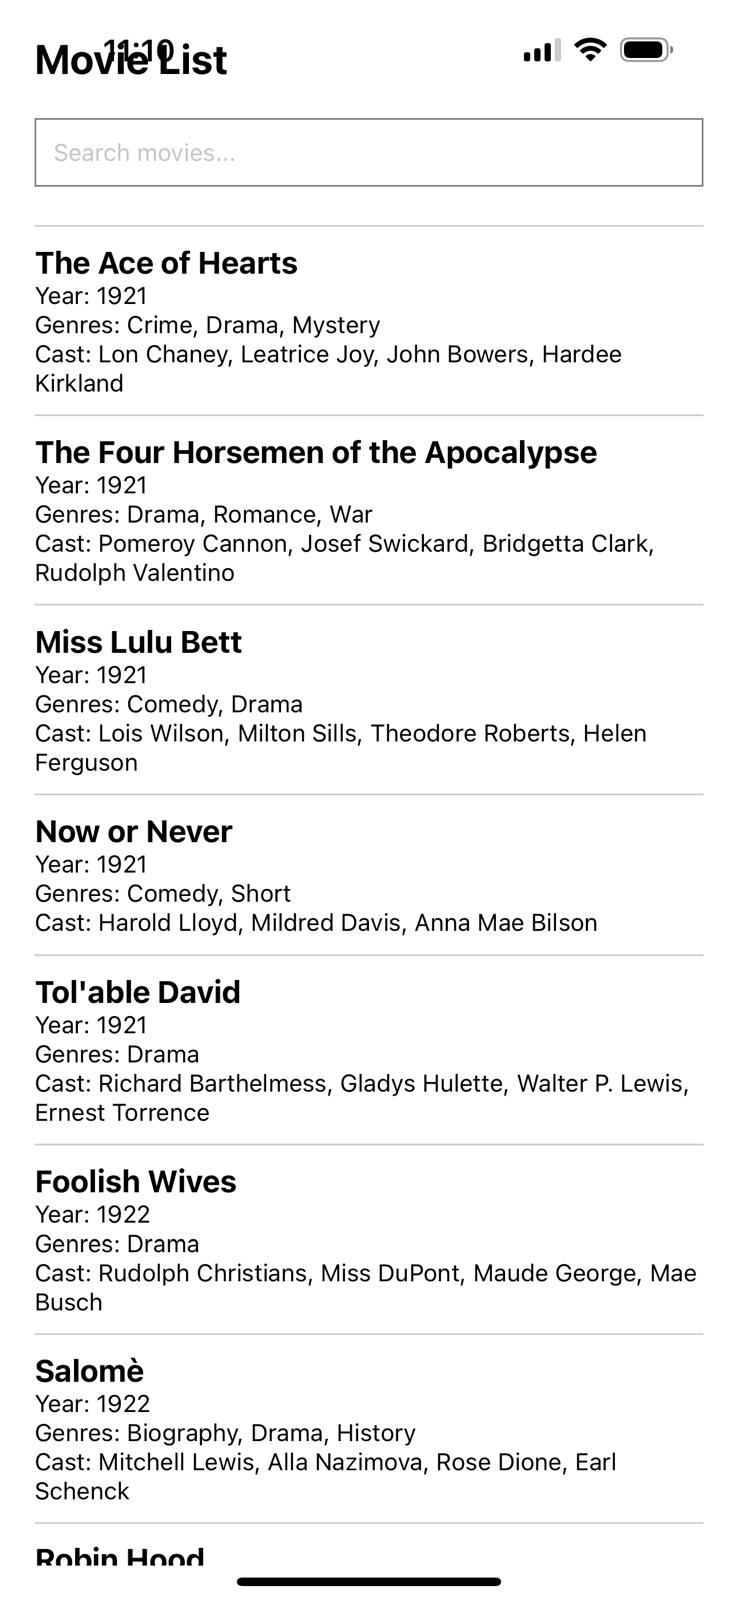 11:10
Movie List
Search movies...
The Ace of Hearts
Year: 1921
Genres: Crime, Drama, Mystery
Cast: Lon Chaney, Leatrice Joy, John Bowers, Hardee
Kirkland
The Four Horsemen of the Apocalypse
Year: 1921
Genres: Drama, Romance, War
Cast: Pomeroy Cannon, Josef Swickard, Bridgetta Clark,
Rudolph Valentino
Miss Lulu Bett
Year: 1921
Genres: Comedy, Drama
Cast: Lois Wilson, Milton Sills, Theodore Roberts, Helen
Ferguson
Now or Never
Year: 1921
Genres: Comedy, Short
Cast: Harold Lloyd, Mildred Davis, Anna Mae Bilson
Tol'able David
Year: 1921
Genres: Drama
Cast: Richard Barthelmess, Gladys Hulette, Walter P. Lewis,
Ernest Torrence
Foolish Wives
Year: 1922
Genres: Drama
Cast: Rudolph Christians, Miss DuPont, Maude George, Mae
Busch
Salomè
Year: 1922
Genres: Biography, Drama, History
Cast: Mitchell Lewis, Alla Nazimova, Rose Dione, Earl
Schenck
Robin Hood